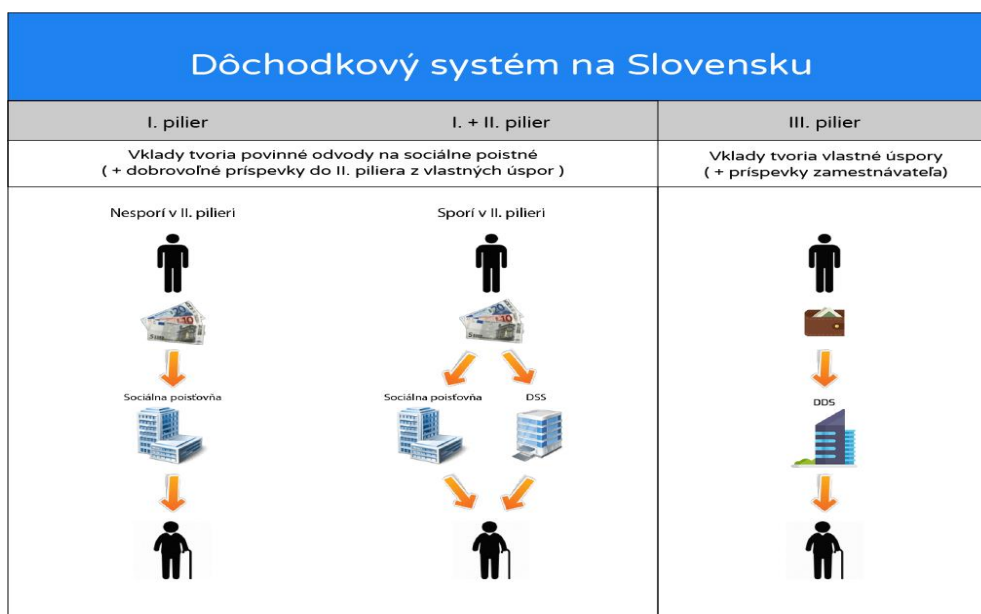 Dôchodkový systém na Slovensku
I. pilier
I. + II. pilier
III. pilier
Vklady tvoria povinné odvody na sociálne poistné
( + dobrovoľné príspevky do II. piliera z vlastných úspor )
Vklady tvoria vlastné úspory
( + príspevky zamestnávateľa)
Nesporí v II. pilieri
Sporí v II. pilieri
Sociálna poisťovňa
Sociálna poisťovňa
DSS
DDS